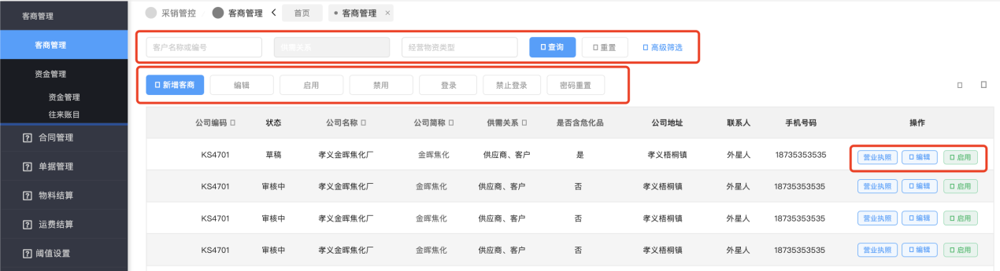 客商管理
客商管理
资金管理
资金管理
往来账目
合同管理
单据管理
物料结算
运费结算
阈值设置
采销管控 客商管理 首页 • 客商管理 ×
客户名称或编号 供需关系 经营物资类型 查询 重置 高级筛选
新增客商 编辑 启用 禁用 登录 禁止登录 密码重置
公司编码 状态 公司名称 公司简称 供需关系 是否含危化品 公司地址 联系人 手机号码 操作
KS4701 草稿 孝义金晖焦化厂 金晖焦化 供应商、客户 是 孝义梧桐镇 外星人 18735353535 营业执照 编辑 启用
KS4701 审核中 孝义金晖焦化厂 金晖焦化 供应商、客户 否 孝义梧桐镇 外星人 18735353535 营业执照 编辑 启用
KS4701 审核中 孝义金晖焦化厂 金晖焦化 供应商、客户 否 孝义梧桐镇 外星人 18735353535 营业执照 编辑 启用
KS4701 审核中 孝义金晖焦化厂 金晖焦化 供应商、客户 否 孝义梧桐镇 外星人 18735353535 营业执照 编辑 启用